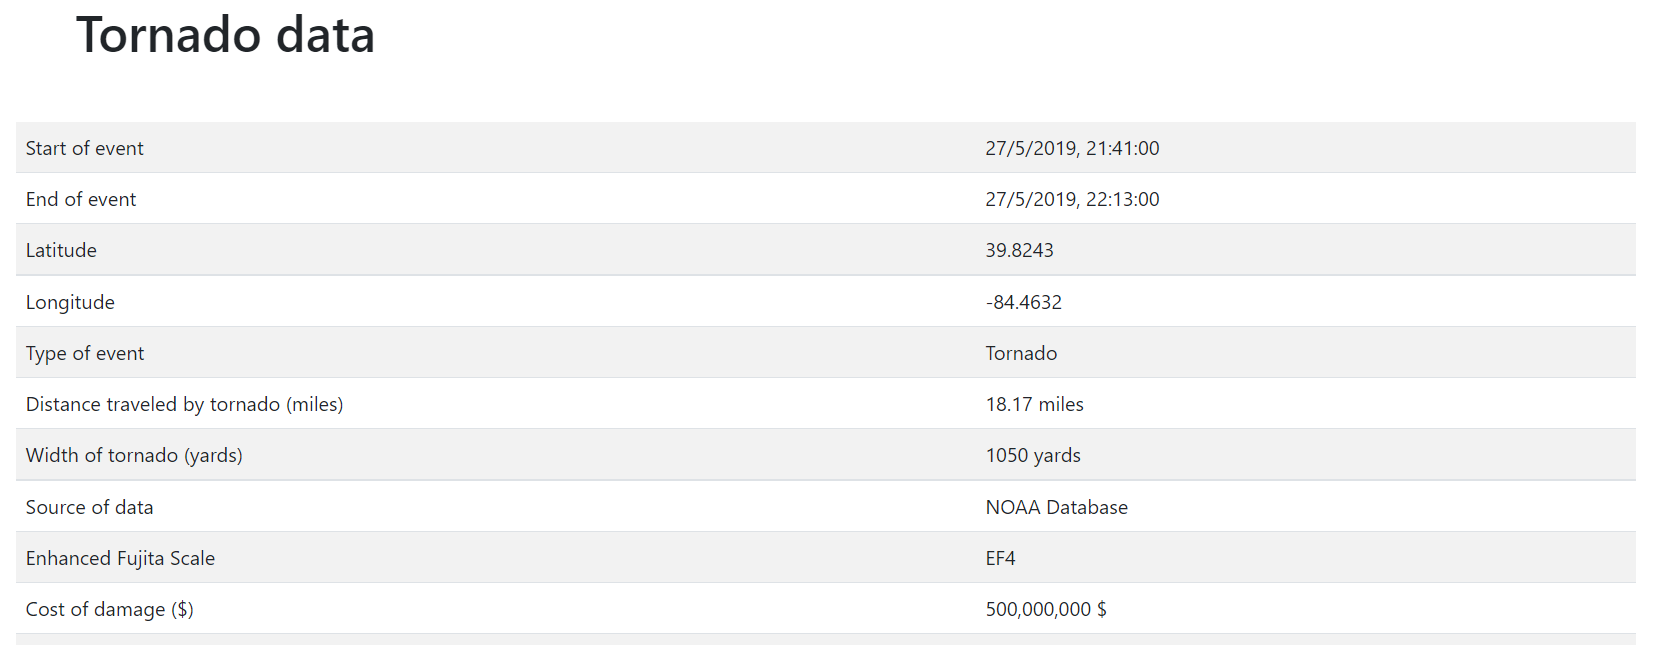 Tornado data
Start of event 27/5/2019, 21:41:00
End of event 27/5/2019, 22:13:00
Latitude 39.8243
Longitude -84.4632
Type of event Tornado
Distance traveled by tornado (miles) 18.17 miles
Width of tornado (yards) 1050 yards
Source of data NOAA Database
Enhanced Fujita Scale EF4
Cost of damage ($) 500,000,000 $